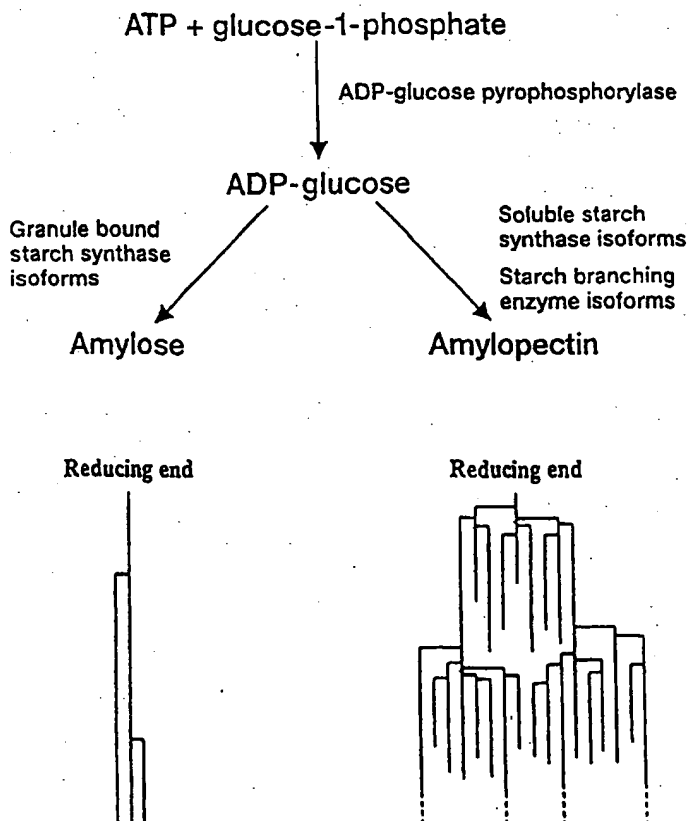 ATP + glucose-1-phosphate
ADP-glucose pyrophosphorylase
ADP-glucose
Granule bound
starch synthase
isoforms
Soluble starch
synthase isoforms
Starch branching
enzyme isoforms
Amylose
Amylopectin
Reducing end
Reducing end